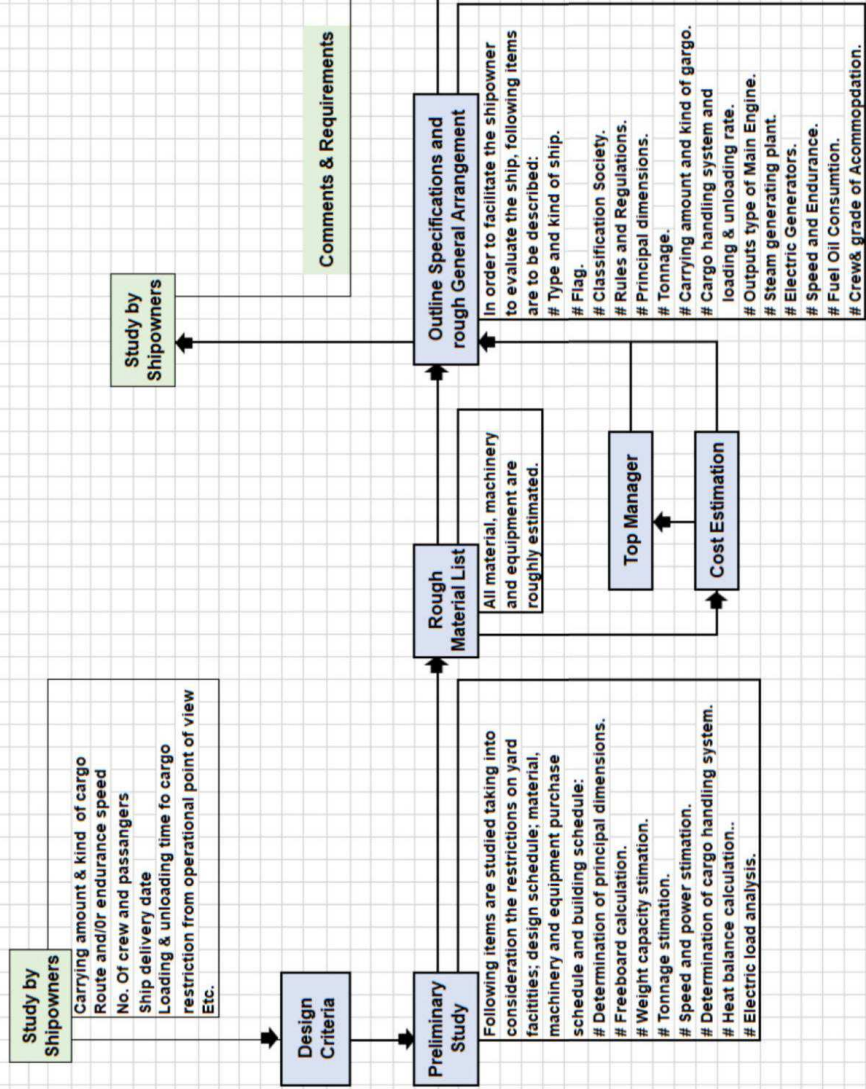 Study by
Shipowners
Carrying amount & kind of cargo
Route and/0r endurance speed
No. Of crew and passangers
Ship delivery date
Loading & unloading time fo cargo
restriction from operational point of view
Etc.
Design
Criteria
Preliminary
Study
Following items are studied taking into
consideration the restrictions on yard
facitities; design schedule; material,
machinery and equipment purchase
schedule and building schedule:
# Determination of principal dimensions.
# Freeboard calculation.
# Weight capacity stimation.
# Tonnage stimation.
# Speed and power stimation.
# Determination of cargo handling system.
# Heat balance calculation..
# Electric load analysis.
Rough
Material List
All material, machinery
and equipment are
roughly estimated.
Top Manager
Cost Estimation
Study by
Shipowners
Comments & Requirements
Outline Specifications and
rough General Arrangement
In order to facilitate the shipowner
to evaluate the ship, following items
are to be described:
# Type and kind of ship.
# Flag.
# Classification Society.
# Rules and Regulations.
# Principal dimensions.
# Tonnage.
# Carrying amount and kind of gargo.
# Cargo handling system and
loading & unloading rate.
# Outputs type of Main Engine.
# Steam generating plant.
# Electric Generators.
# Speed and Endurance.
# Fuel Oil Consumtion.
# Crew& grade of Acommopdation.